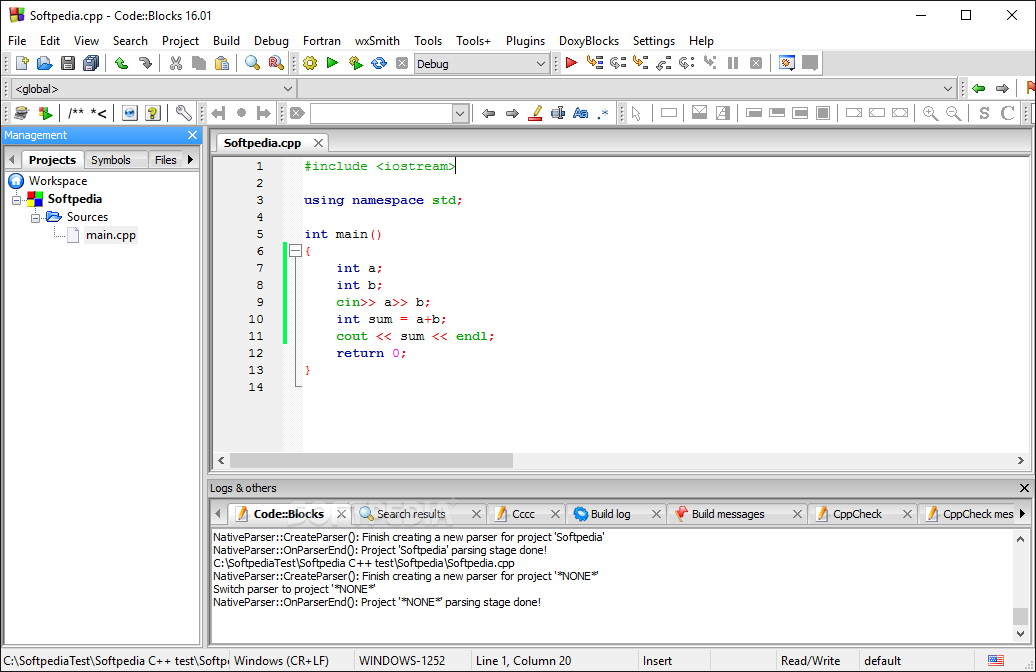 Softpedia.cpp - Code::Blocks 16.01
File Edit View Search Project Build Debug Fortran wxSmith Tools Tools+ Plugins DoxyBlocks Settings Help
Debug
<global>
/** *< Aa .* S C
Management
Projects Symbols Files
Workspace
Softpedia
Sources
main.cpp
Softpedia.cpp
1 #include <iostream>
2
3 using namespace std;
4
5 int main()
6 {
7 int a;
8 int b;
9 cin>> a>> b;
10 int sum = a+b;
11 cout << sum << endl;
12 return 0;
13 }
14
Logs & others
SOFTPEDIA
Code::Blocks Search results Cccc Build log Build messages CppCheck CppCheck mes
NativeParser::CreateParser(): Finish creating a new parser for project 'Softpedia'
NativeParser::OnParserEnd(): Project 'Softpedia' parsing stage done!
C:\SoftpediaTest\Softpedia C++ test\Softpedia\Softpedia.cpp
NativeParser::CreateParser(): Finish creating a new parser for project '*NONE*'
Switch parser to project '*NONE*'
NativeParser::OnParserEnd(): Project '*NONE*' parsing stage done!
C:\SoftpediaTest\Softpedia C++ test\Softp Windows (CR+LF) WINDOWS-1252 Line 1, Column 20 Insert Read/Write default